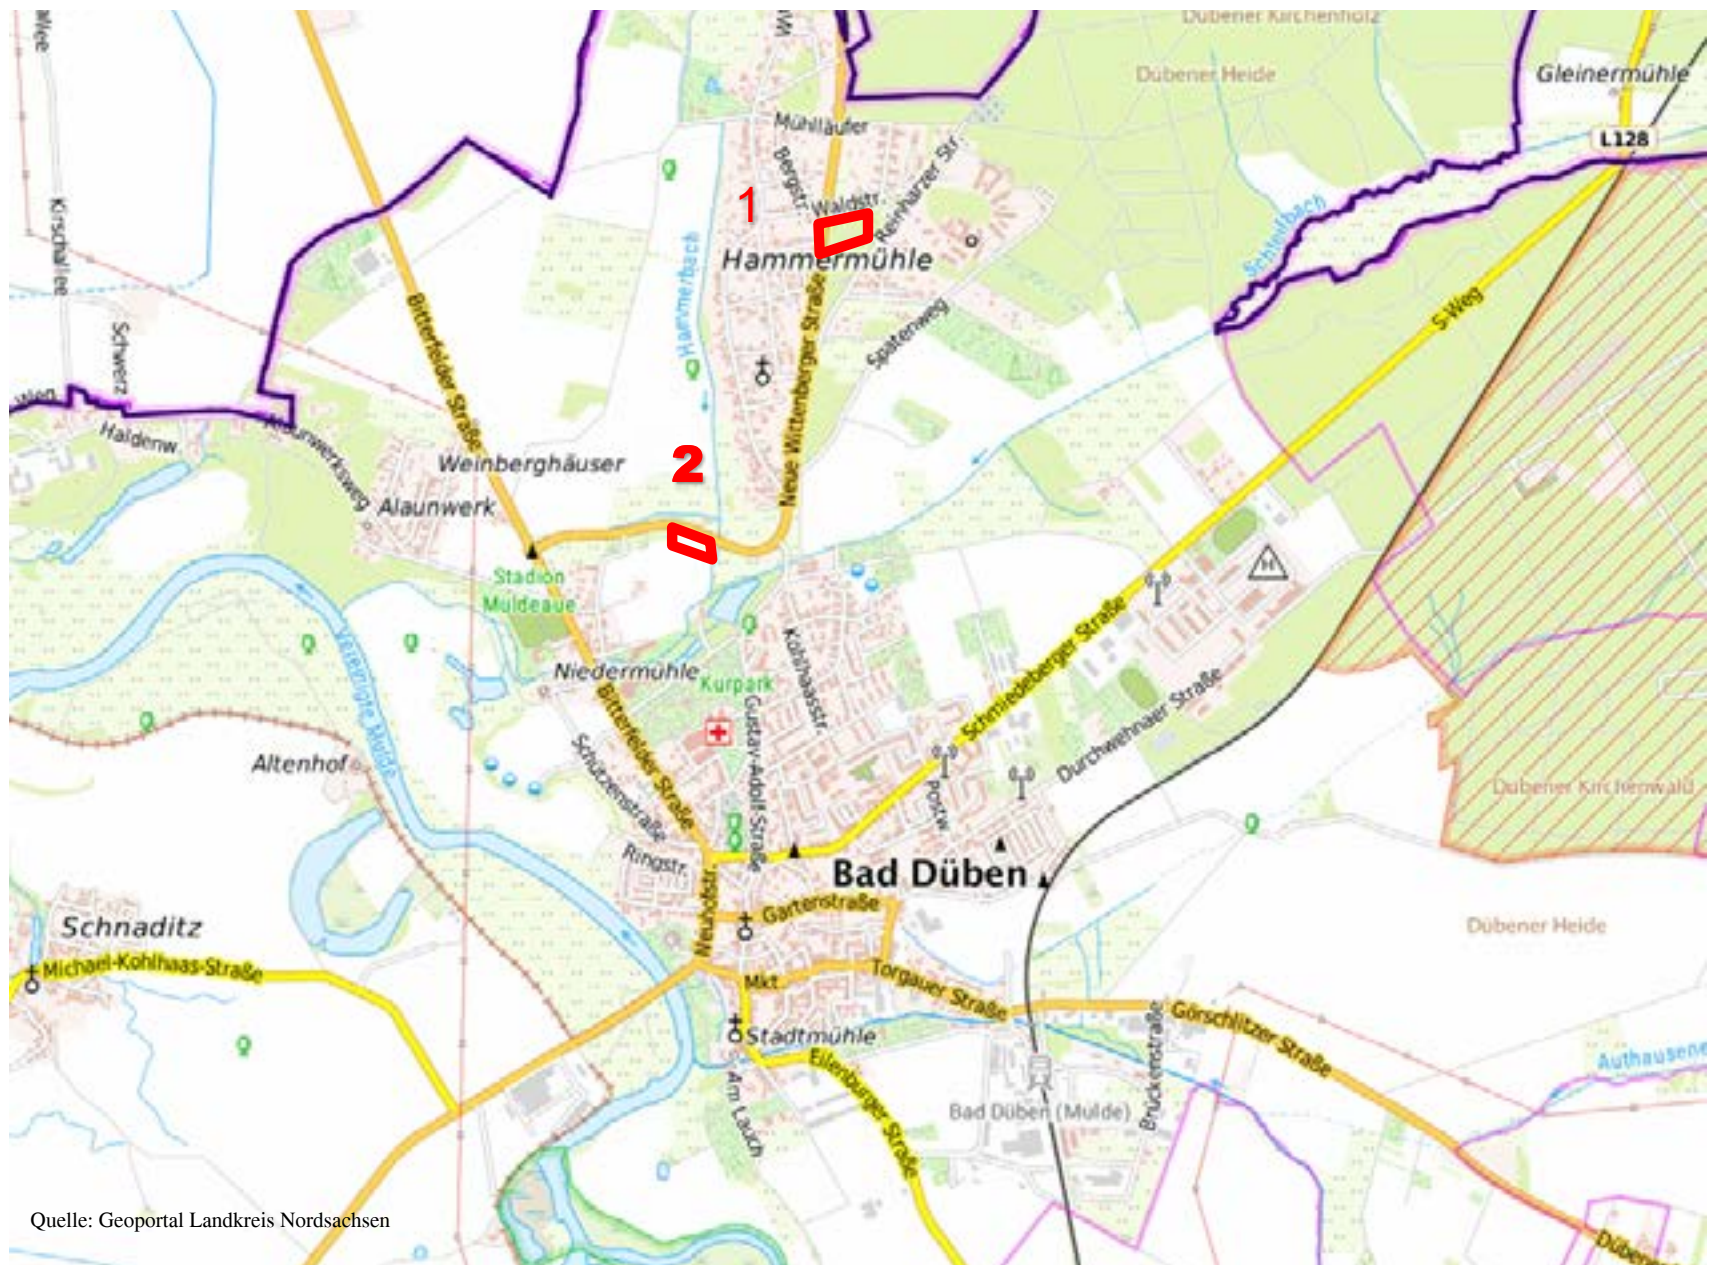 Dübener Kirchenholz
Dübener Heide
Gleinermühle
L128
Mühlläufer
Bergstr.
Waldstr.
Reinharzer Str.
1
Hammermühle
Kirschallee
Schwerz
Hammerbach
Schleifbach
S-Weg
Bitterfelder Straße
Neue Wittenberger Straße
Spatenweg
Weg
Haldenw.
Alaunwerksweg
Weinberghäuser
2
Alaunwerk
Stadion
Muldeaue
H
Vereinigte Mulde
Niedermühle
Kurpark
Kohlhaasstr.
Gustav-Adolf-Straße
Schmiedeberger Straße
Durchwehnaer Straße
Bitterfelder Straße
Schützenstraße
Altenhof
Postw.
Dübener Kirchenwald
Ringstr.
Bad Düben
Neuhofstr.
Gartenstraße
Schnaditz
Dübener Heide
Michael-Kohlhaas-Straße
Mkt.
Torgauer Straße
Görschlitzer Straße
Stadtmühle
Eilenburger Straße
Am Lauch
Brückenstraße
Authausene
Bad Düben (Mulde)
Quelle: Geoportal Landkreis Nordsachsen
Düben